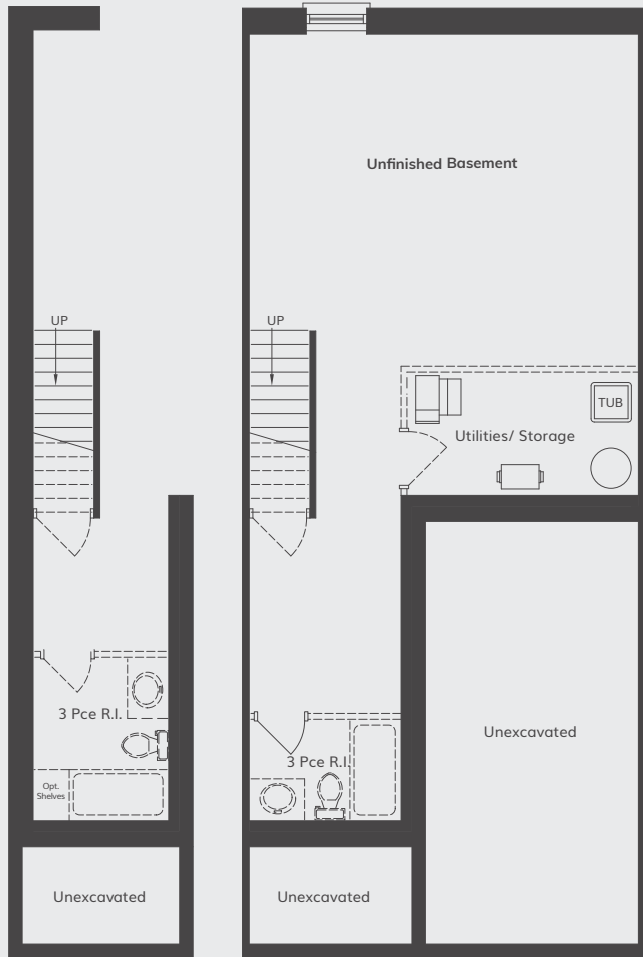 UP
3 Pce R.I.
Opt.
Shelves
Unexcavated
Unfinished Basement
UP
TUB
Utilities/ Storage
3 Pce R.I.
Unexcavated
Unexcavated